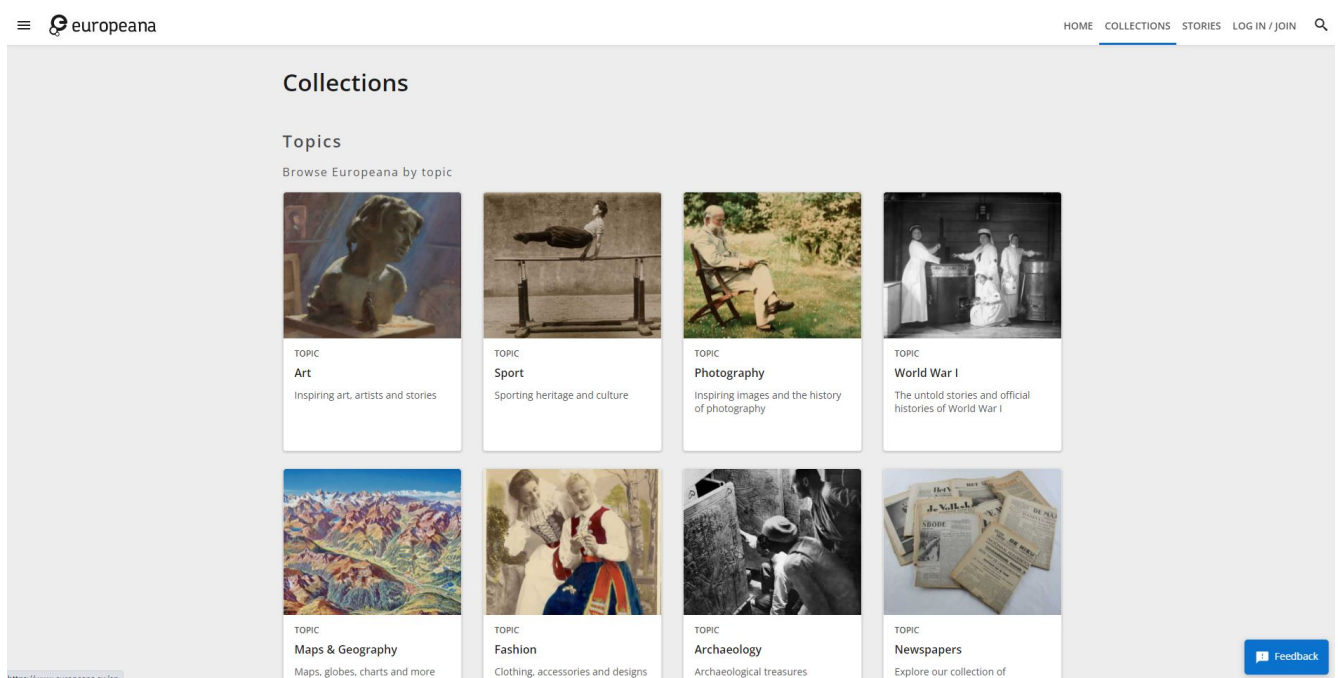 europeana
HOME COLLECTIONS STORIES LOG IN / JOIN
Collections
Topics
Browse Europeana by topic
TOPIC
Art
Inspiring art, artists and stories
TOPIC
Sport
Sporting heritage and culture
TOPIC
Photography
Inspiring images and the history
of photography
TOPIC
World War I
The untold stories and official
histories of World War I
SBODE
TOPIC
Maps & Geography
Maps, globes, charts and more
TOPIC
Fashion
Clothing, accessories and designs
TOPIC
Archaeology
Archaeological treasures
TOPIC
Newspapers
Explore our collection of
Feedback